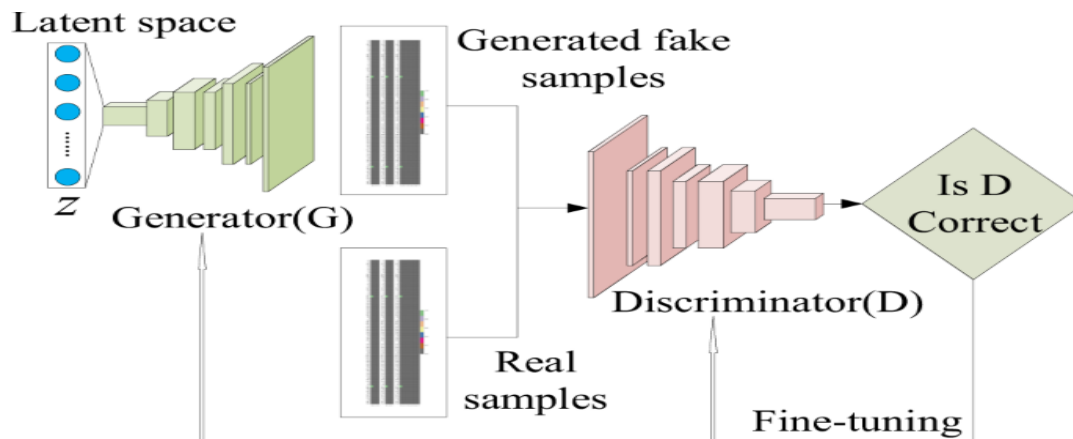 Latent space
z
Generator(G)
Generated fake
samples
Real
samples
Discriminator(D)
Is D
Correct
Fine-tuning